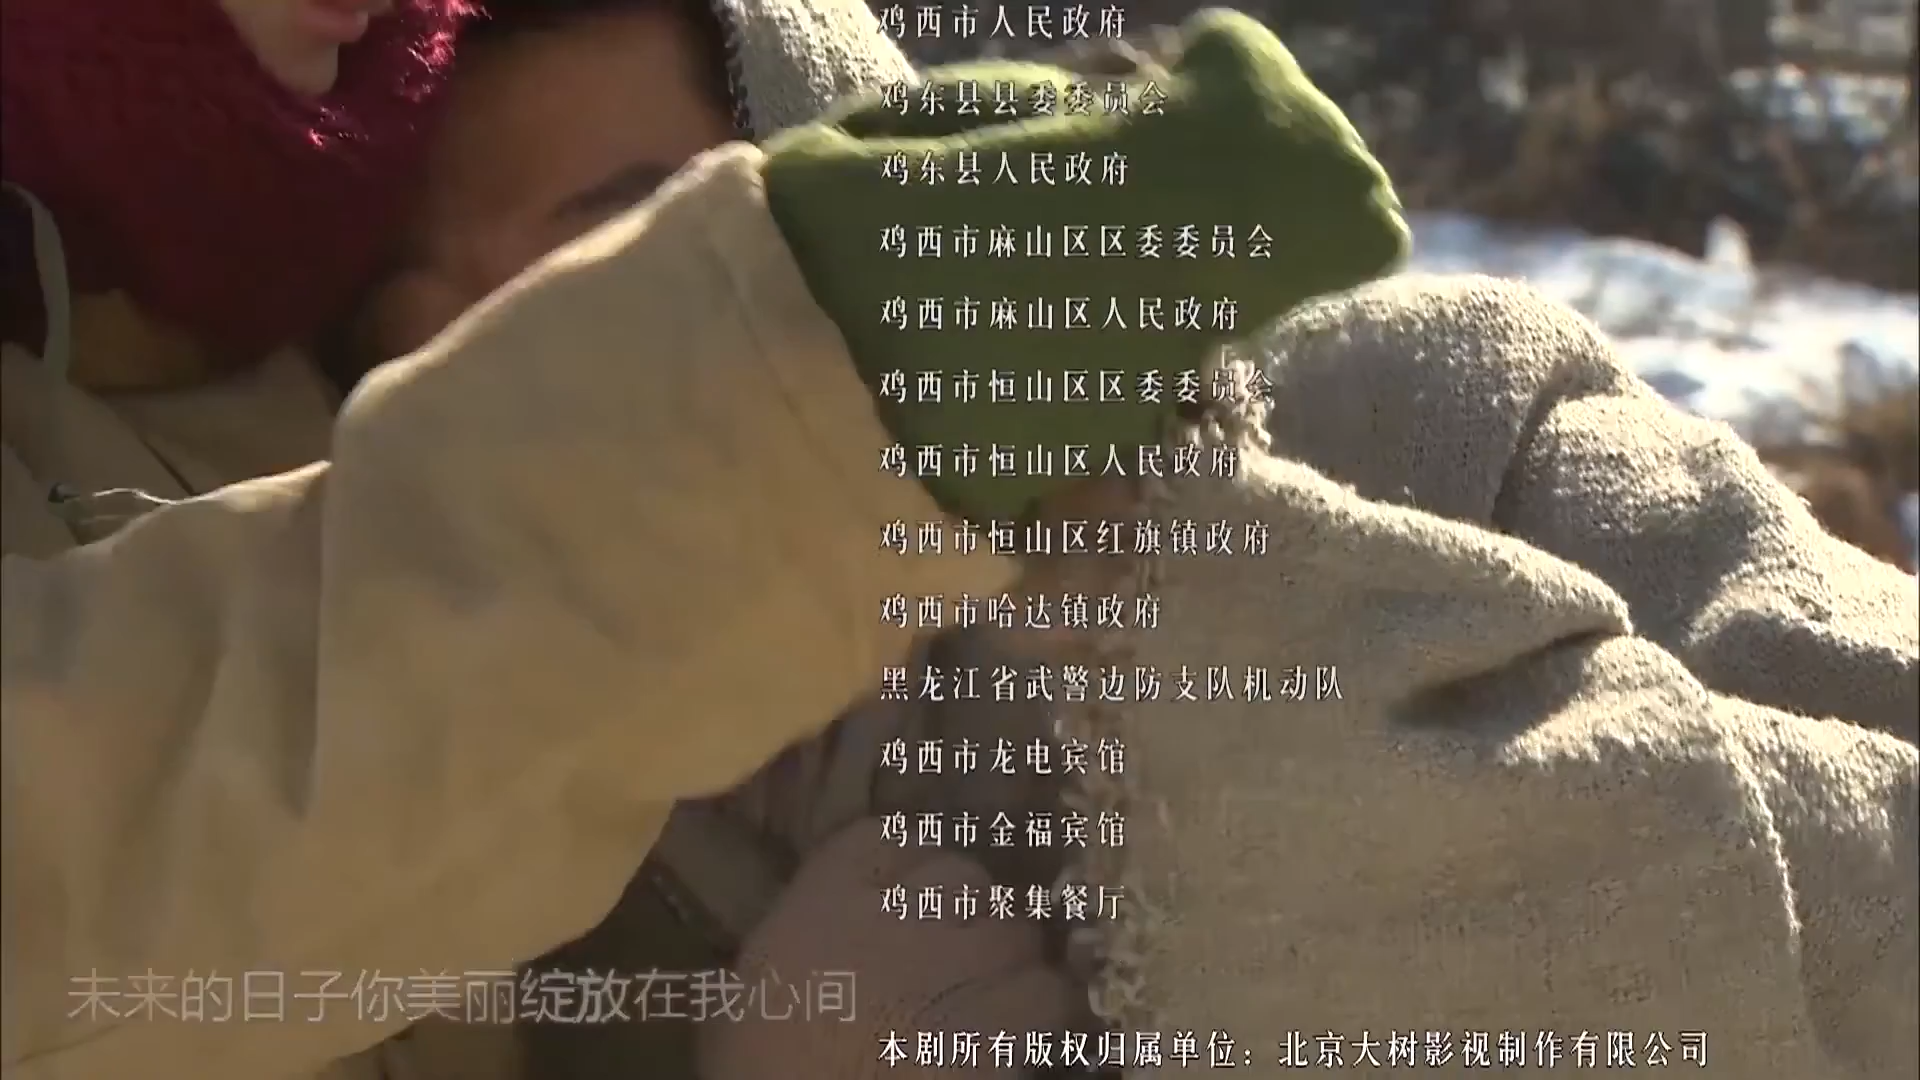 鸡西市人民政府
鸡东县县委委员会
鸡东县人民政府
鸡西市麻山区区委委员会
鸡西市麻山区人民政府
鸡西市恒山区区委委员会
鸡西市恒山区人民政府
鸡西市恒山区红旗镇政府
鸡西市哈达镇政府
黑龙江省武警边防支队机动队
鸡西市龙电宾馆
鸡西市金福宾馆
鸡西市聚集餐厅
未来的日子你美丽绽放在我心间
本剧所有版权归属单位：北京大树影视制作有限公司